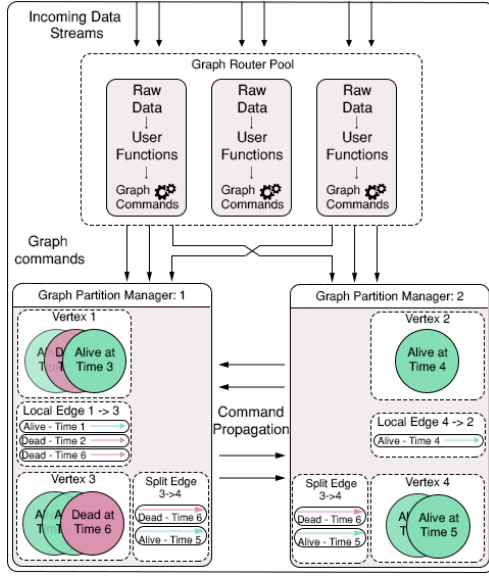 Incoming Data
Streams
Graph Router Pool
Raw
Data
User
Functions
Graph
Commands
Raw
Data
User
Functions
Graph
Commands
Raw
Data
User
Functions
Graph
Commands
Graph
commands
Graph Partition Manager: 1
Vertex 1
Alive at
Time 3
Local Edge 1 -> 3
Alive - Time 1
Dead - Time 2
Dead - Time 6
Vertex 3
Dead at
Time 6
Split Edge
3->4
Dead - Time 6
Alive - Time 5
Command
Propagation
Graph Partition Manager: 2
Vertex 2
Alive at
Time 4
Local Edge 4 -> 2
Alive - Time 4
Split Edge
3->4
Dead - Time 6
Alive - Time 5
Vertex 4
Alive at
Time 5